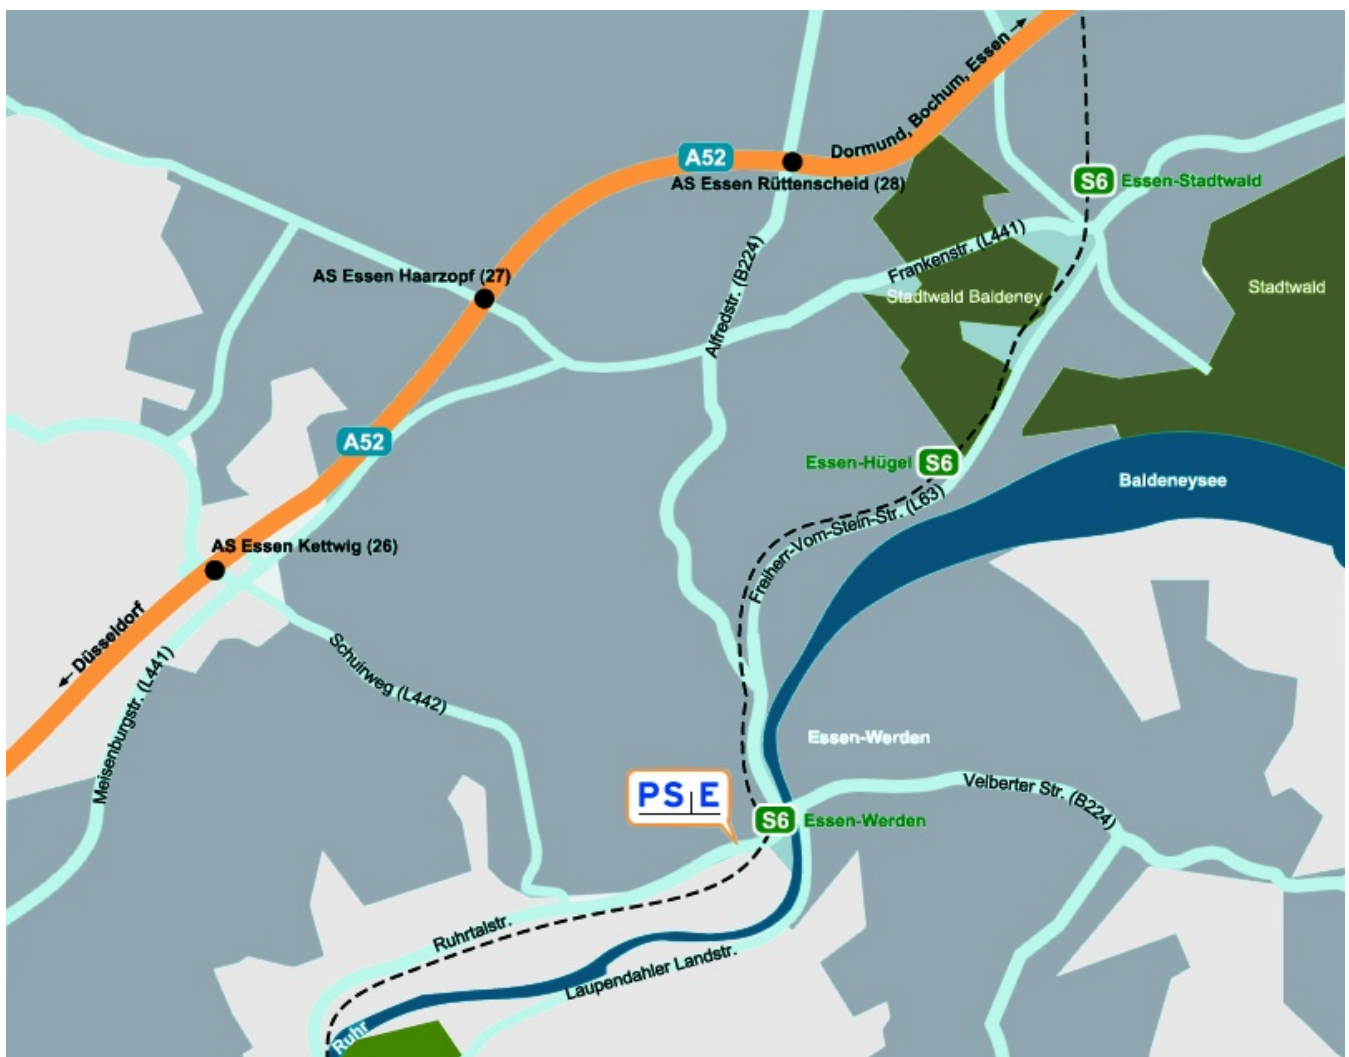 Dormund, Bochum, Essen →
A52
AS Essen Rüttenscheid (28)
S6 Essen-Stadtwald
Frankenstr. (L441)
Alfredstr. (B224)
AS Essen Haarzopf (27)
Stadtwald Baldeney
Stadtwald
A52
Essen-Hügel S6
Baldeneysee
Freiherr-Vom-Stein-Str. (L63)
AS Essen Kettwig (26)
← Düsseldorf
Meisenburgstr. (L441)
Schuirweg (L442)
Essen-Werden
PS|E
Velberter Str. (B224)
S6 Essen-Werden
Ruhrtalstr.
Laupendahler Landstr.
Ruhr